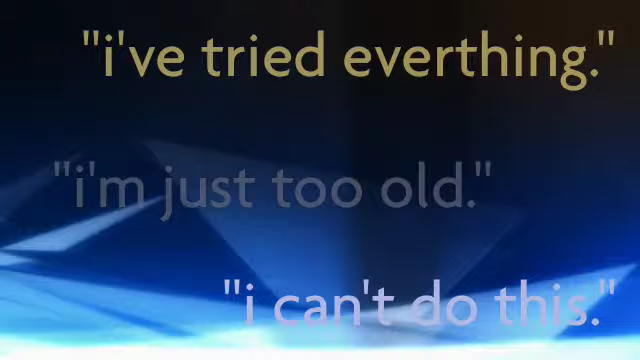 "i've tried everthing."
"i'm just too old."
"i can't do this."